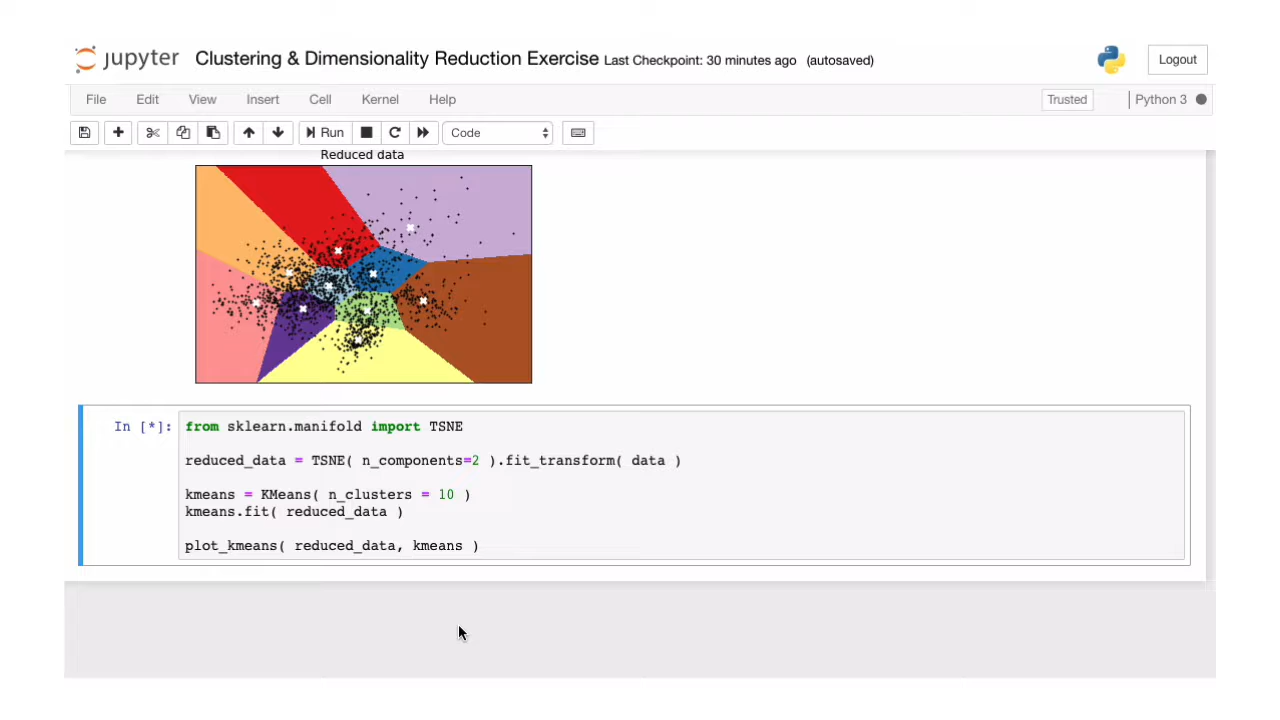 jupyter Clustering & Dimensionality Reduction Exercise Last Checkpoint: 30 minutes ago (autosaved) Logout
File Edit View Insert Cell Kernel Help Trusted Python 3
Run Code
Reduced data
In [*]: from sklearn.manifold import TSNE
reduced_data = TSNE( n_components=2 ).fit_transform( data )
kmeans = KMeans( n_clusters = 10 )
kmeans.fit( reduced_data )
plot_kmeans( reduced_data, kmeans )